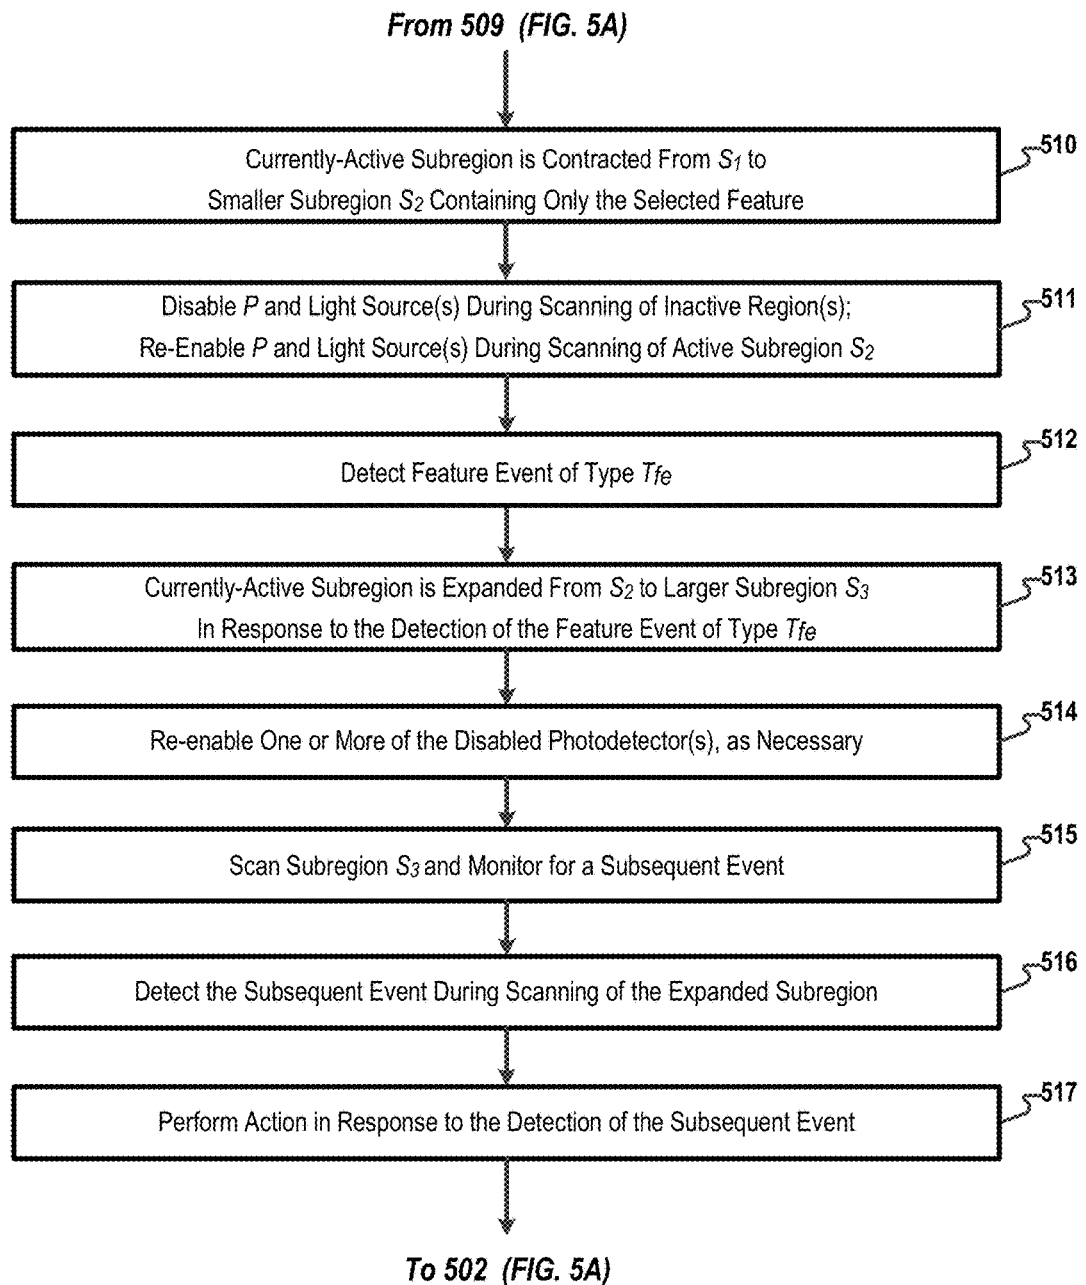 From 509 (FIG. 5A)
510
Currently-Active Subregion is Contracted From S1 to
Smaller Subregion S2 Containing Only the Selected Feature
511
Disable P and Light Source(s) During Scanning of Inactive Region(s);
Re-Enable P and Light Source(s) During Scanning of Active Subregion S2
512
Detect Feature Event of Type Tfe
513
Currently-Active Subregion is Expanded From S2 to Larger Subregion S3
In Response to the Detection of the Feature Event of Type Tfe
514
Re-enable One or More of the Disabled Photodetector(s), as Necessary
515
Scan Subregion S3 and Monitor for a Subsequent Event
516
Detect the Subsequent Event During Scanning of the Expanded Subregion
517
Perform Action in Response to the Detection of the Subsequent Event
To 502 (FIG. 5A)